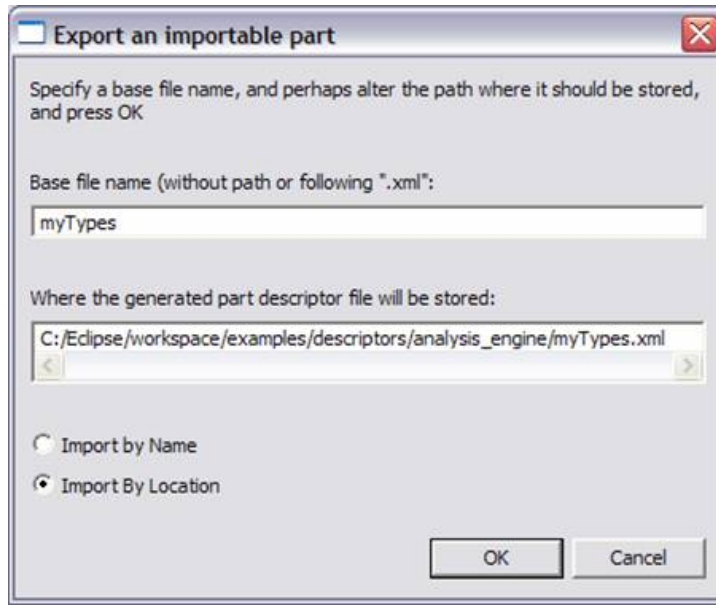 Export an importable part
Specify a base file name, and perhaps alter the path where it should be stored,
and press OK
Base file name (without path or following ".xml":
myTypes
Where the generated part descriptor file will be stored:
C:/Eclipse/workspace/examples/descriptors/analysis_engine/myTypes.xml
Import by Name
Import By Location
OK
Cancel